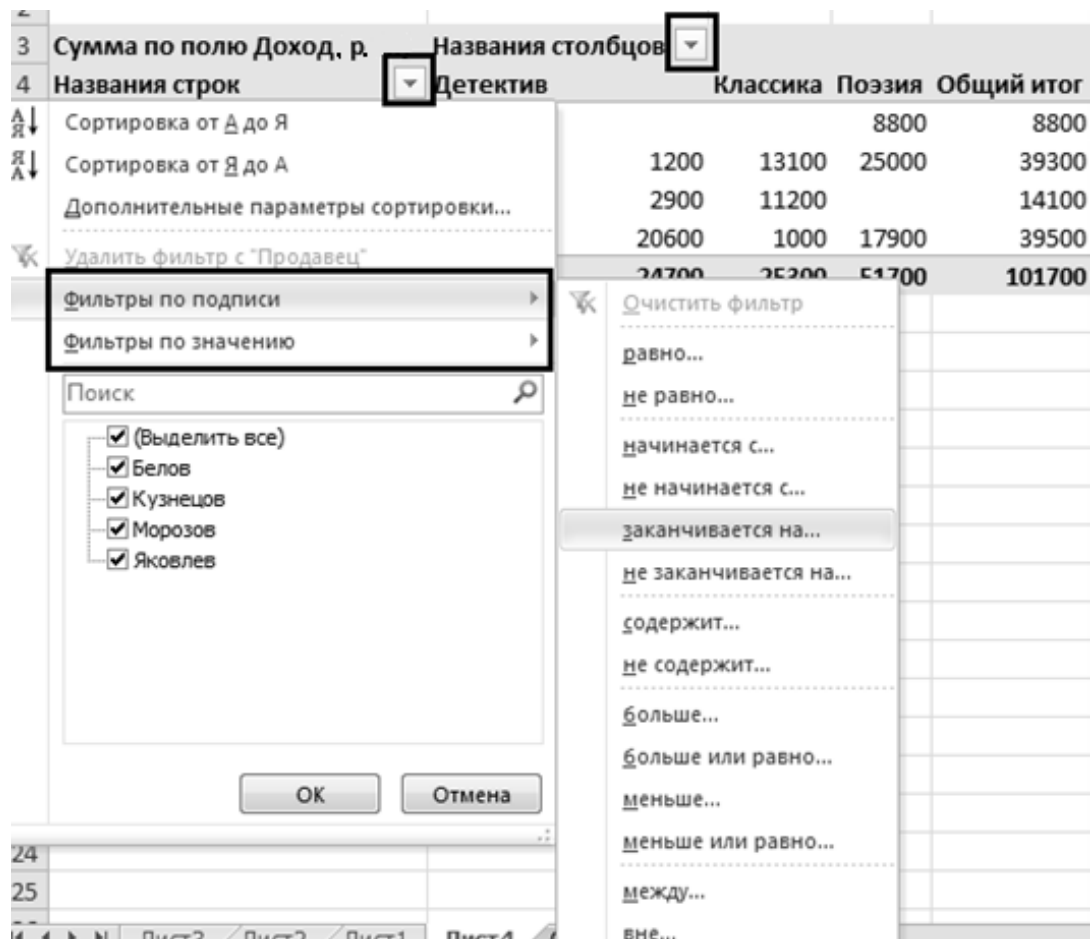 3 Сумма по полю Доход, р. Названия столбцов
4 Названия строк Детектив Классика Поэзия Общий итог
Сортировка от А до Я 8800 8800
Сортировка от Я до А 1200 13100 25000 39300
Дополнительные параметры сортировки... 2900 11200 14100
20600 1000 17900 39500
Удалить фильтр с "Продавец"
24700 25300 51700 101700
Фильтры по подписи
Фильтры по значению
Поиск
(Выделить все)
Белов
Кузнецов
Морозов
Яковлев
ОК Отмена
Очистить фильтр
равно...
не равно...
начинается с...
не начинается с...
заканчивается на...
не заканчивается на...
содержит...
не содержит...
больше...
больше или равно...
меньше...
меньше или равно...
между...
вне...
24
25
Лист3 Лист2 Лист1 Лист4